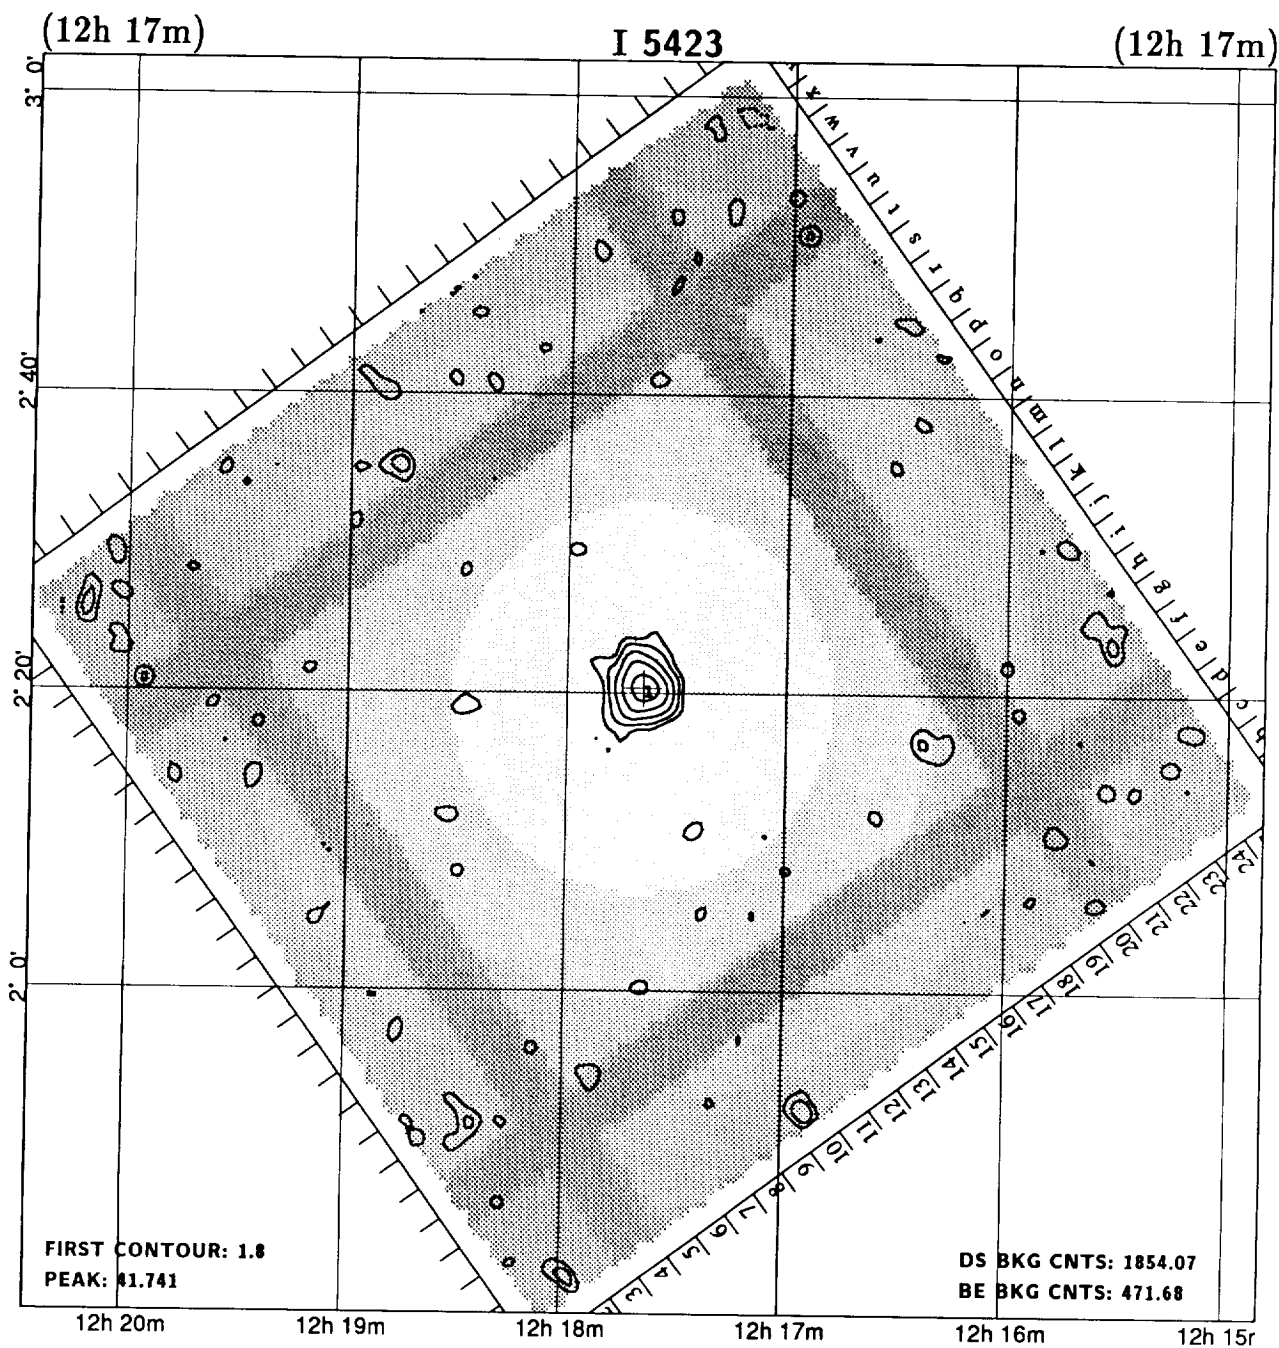 (12h 17m)
I 5423
(12h 17m)
3° 0'
2° 40'
2° 20'
2° 0'
x w v u t s r q p o n m l k j i h g f e d c b
1
24 23 22 21 20 19 18 17 16 15 14 13 12 11 10 9 8 7 6 5 4 3
FIRST CONTOUR: 1.8
PEAK: 41.741
DS BKG CNTS: 1854.07
BE BKG CNTS: 471.68
12h 20m 12h 19m 12h 18m 12h 17m 12h 16m 12h 15r